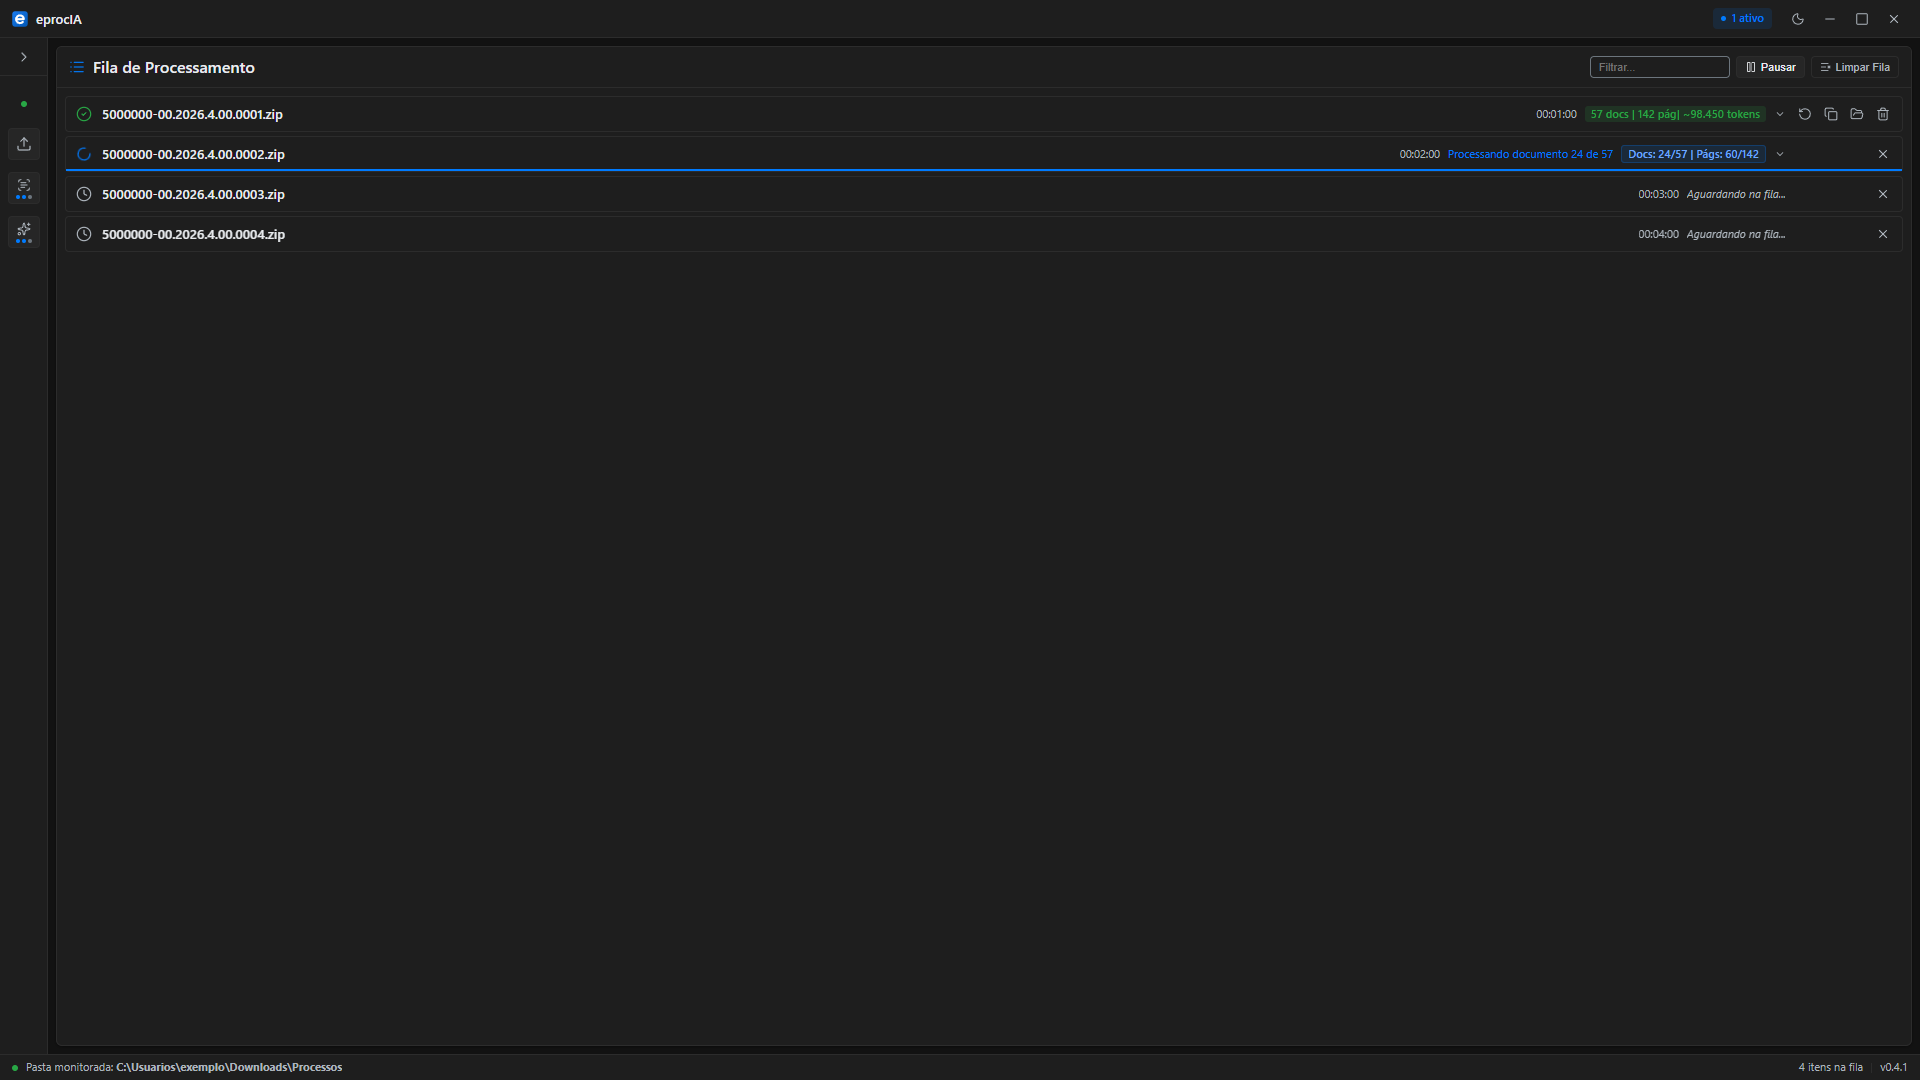 eprocIA
1 ativo
Fila de Processamento
Filtrar...
Pausar
Limpar Fila
5000000-00.2026.4.00.0001.zip
00:01:00
57 docs | 142 pág| ~98.450 tokens
5000000-00.2026.4.00.0002.zip
00:02:00
Processando documento 24 de 57
Docs: 24/57 | Págs: 60/142
5000000-00.2026.4.00.0003.zip
00:03:00
Aguardando na fila...
5000000-00.2026.4.00.0004.zip
00:04:00
Aguardando na fila...
Pasta monitorada: C:\Usuarios\exemplo\Downloads\Processos
4 itens na fila
v0.4.1